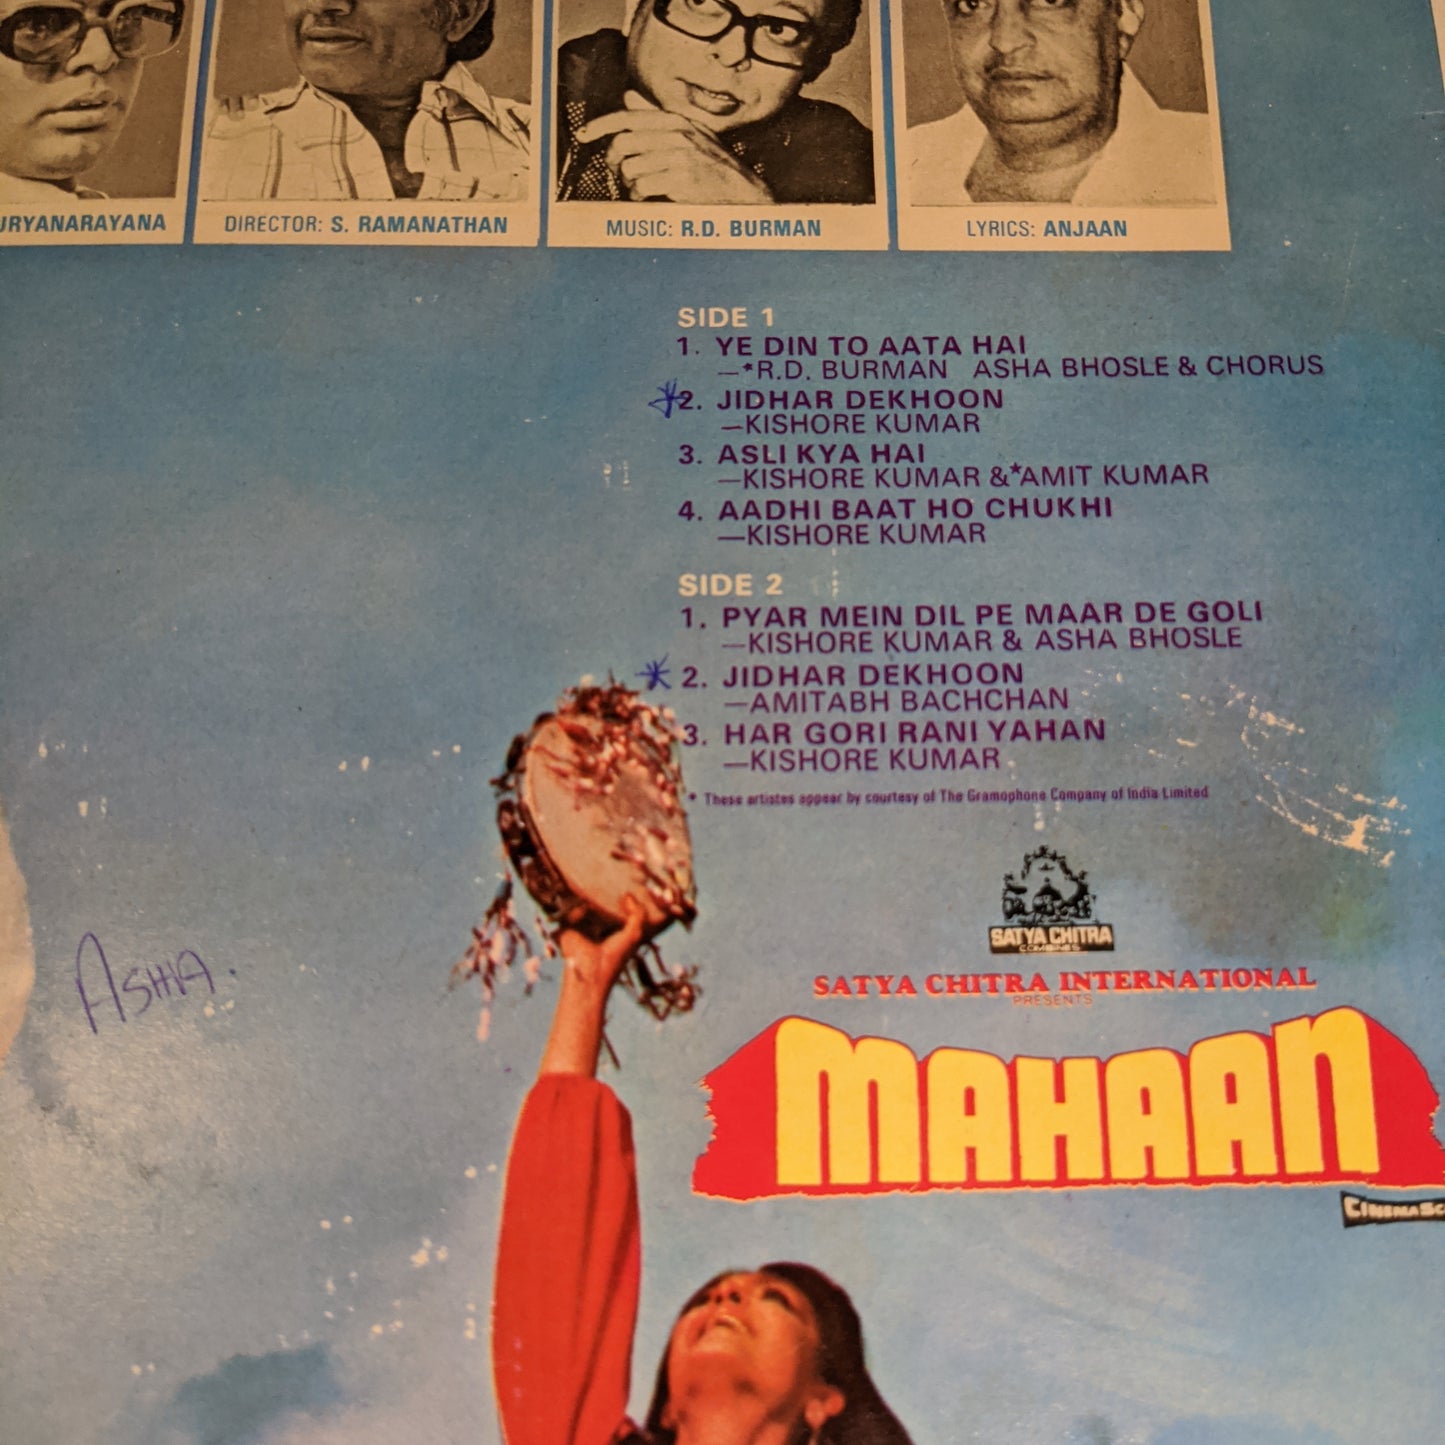 URYANARAYANA
DIRECTOR: S. RAMANATHAN
MUSIC: R.D. BURMAN
LYRICS: ANJAAN
SIDE 1
1. YE DIN TO AATA HAI
—*R.D. BURMAN ASHA BHOSLE & CHORUS
*2. JIDHAR DEKHOON
—KISHORE KUMAR
3. ASLI KYA HAI
—KISHORE KUMAR &*AMIT KUMAR
4. AADHI BAAT HO CHUKHI
—KISHORE KUMAR
SIDE 2
1. PYAR MEIN DIL PE MAAR DE GOLI
—KISHORE KUMAR & ASHA BHOSLE
* 2. JIDHAR DEKHOON
—AMITABH BACHCHAN
3. HAR GORI RANI YAHAN
—KISHORE KUMAR
* These artistes appear by courtesy of The Gramophone Company of India Limited
SATYA CHITRA
COMBINES
ASHA.
SATYA CHITRA INTERNATIONAL
PRESENTS
MAHAAN
CINEMASC